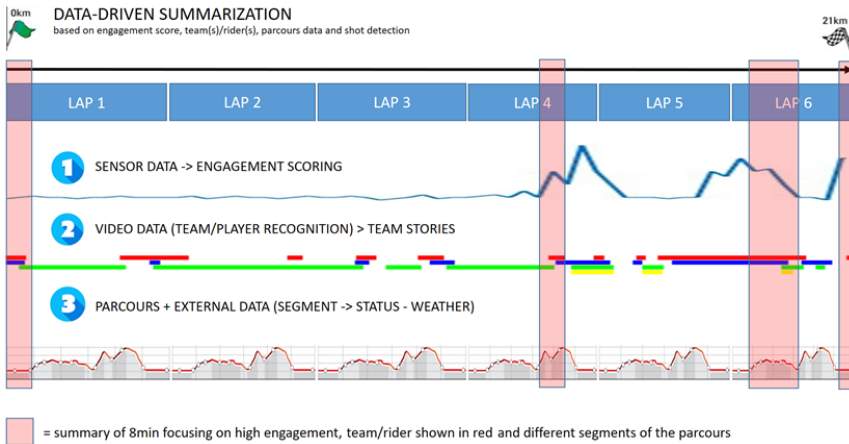 0km
DATA-DRIVEN SUMMARIZATION
based on engagement score, team(s)/rider(s), parcours data and shot detection
21km
LAP 1
LAP 2
LAP 3
LAP 4
LAP 5
LAP 6
1 SENSOR DATA -> ENGAGEMENT SCORING
2 VIDEO DATA (TEAM/PLAYER RECOGNITION) > TEAM STORIES
3 PARCOURS + EXTERNAL DATA (SEGMENT -> STATUS - WEATHER)
= summary of 8min focusing on high engagement, team/rider shown in red and different segments of the parcours